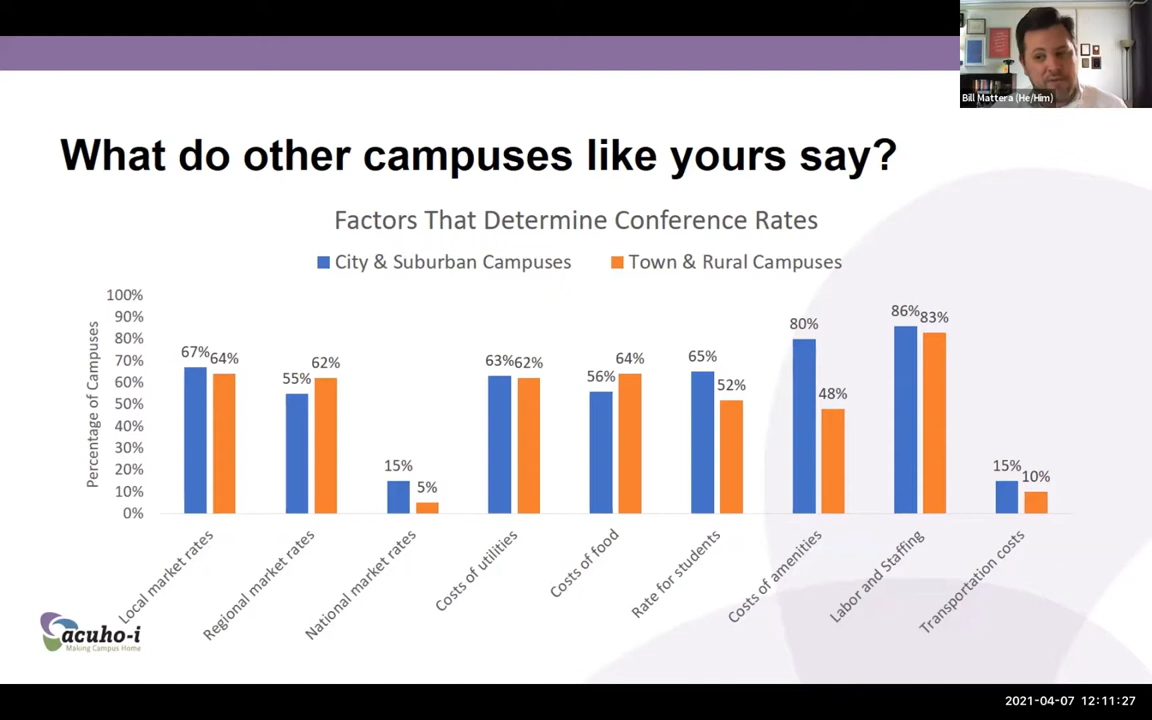 Bill Mattera (He/Him)
What do other campuses like yours say?
Factors That Determine Conference Rates
City & Suburban Campuses Town & Rural Campuses
Percentage of Campuses
100%
90%
80%
70%
60%
50%
40%
30%
20%
10%
0%
67% 64%
55% 62%
15% 5%
63% 62%
56% 64%
65% 52%
80% 48%
86% 83%
15% 10%
Local market rates
Regional market rates
National market rates
Costs of utilities
Costs of food
Rate for students
Costs of amenities
Labor and Staffing
Transportation costs
acuho-i
Making Campus Home
2021-04-07 12:11:27